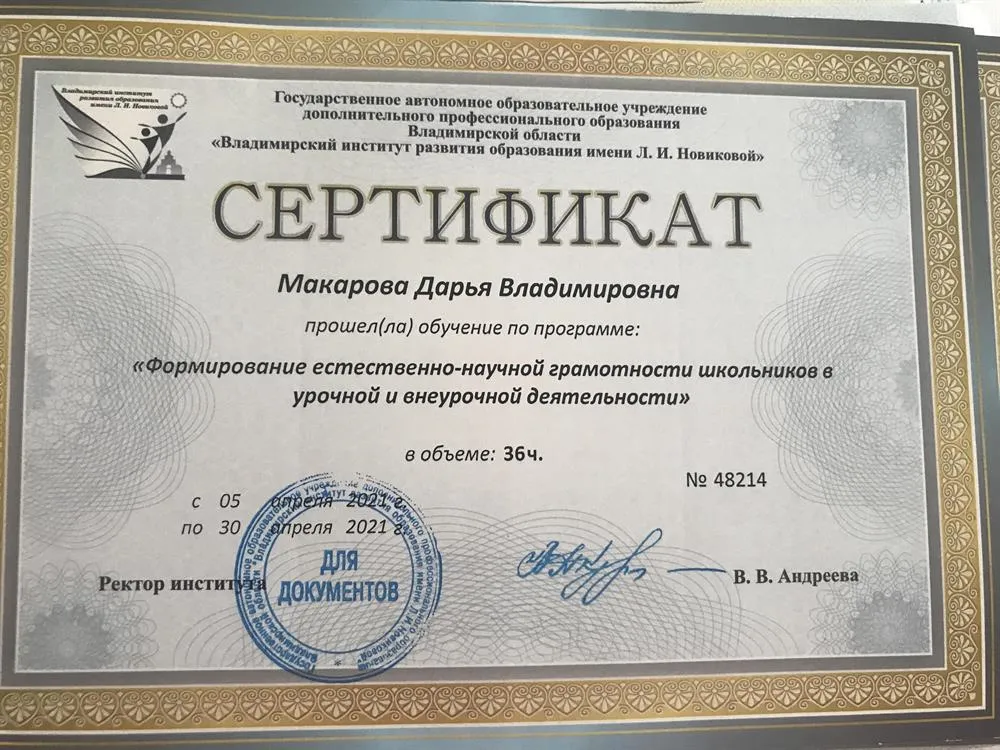 Владимирский институт
развития образования
имени Л. И. Новиковой
Государственное автономное образовательное учреждение
дополнительного профессионального образования
Владимирской области
«Владимирский институт развития образования имени Л. И. Новиковой»
СЕРТИФИКАТ
Макарова Дарья Владимировна
прошел(ла) обучение по программе:
«Формирование естественно-научной грамотности школьников в
урочной и внеурочной деятельности»
в объеме: 36ч.
№ 48214
с 05 апреля 2021 г.
по 30 апреля 2021 г.
Ректор института
В. В. Андреева
ДЛЯ
ДОКУМЕНТОВ